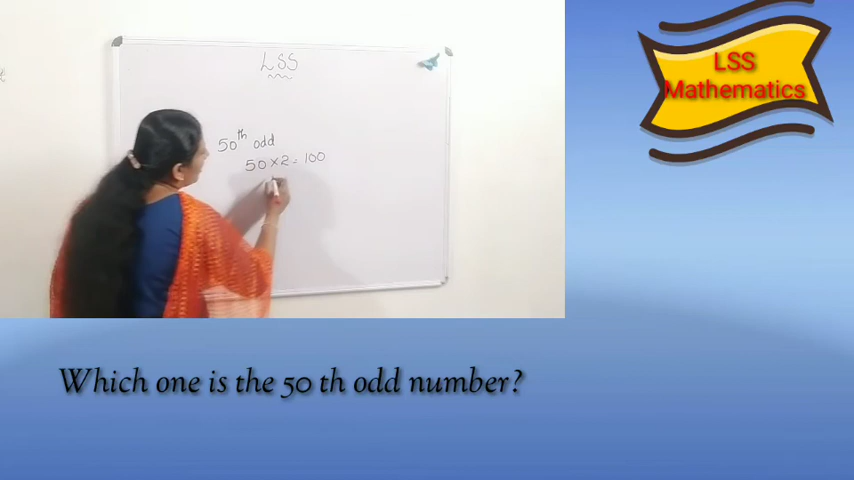 LSS
50th odd
50 × 2 = 100
LSS
Mathematics
Which one is the 50 th odd number?